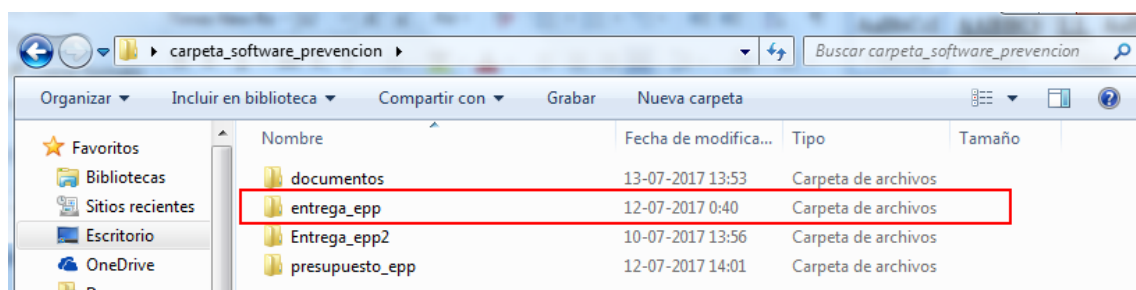 carpeta_software_prevencion
Buscar carpeta_software_prevencion
Organizar Incluir en biblioteca Compartir con Grabar Nueva carpeta
Favoritos
Bibliotecas
Sitios recientes
Escritorio
OneDrive
Nombre Fecha de modifica... Tipo Tamaño
documentos 13-07-2017 13:53 Carpeta de archivos
entrega_epp 12-07-2017 0:40 Carpeta de archivos
Entrega_epp2 10-07-2017 13:56 Carpeta de archivos
presupuesto_epp 12-07-2017 14:01 Carpeta de archivos